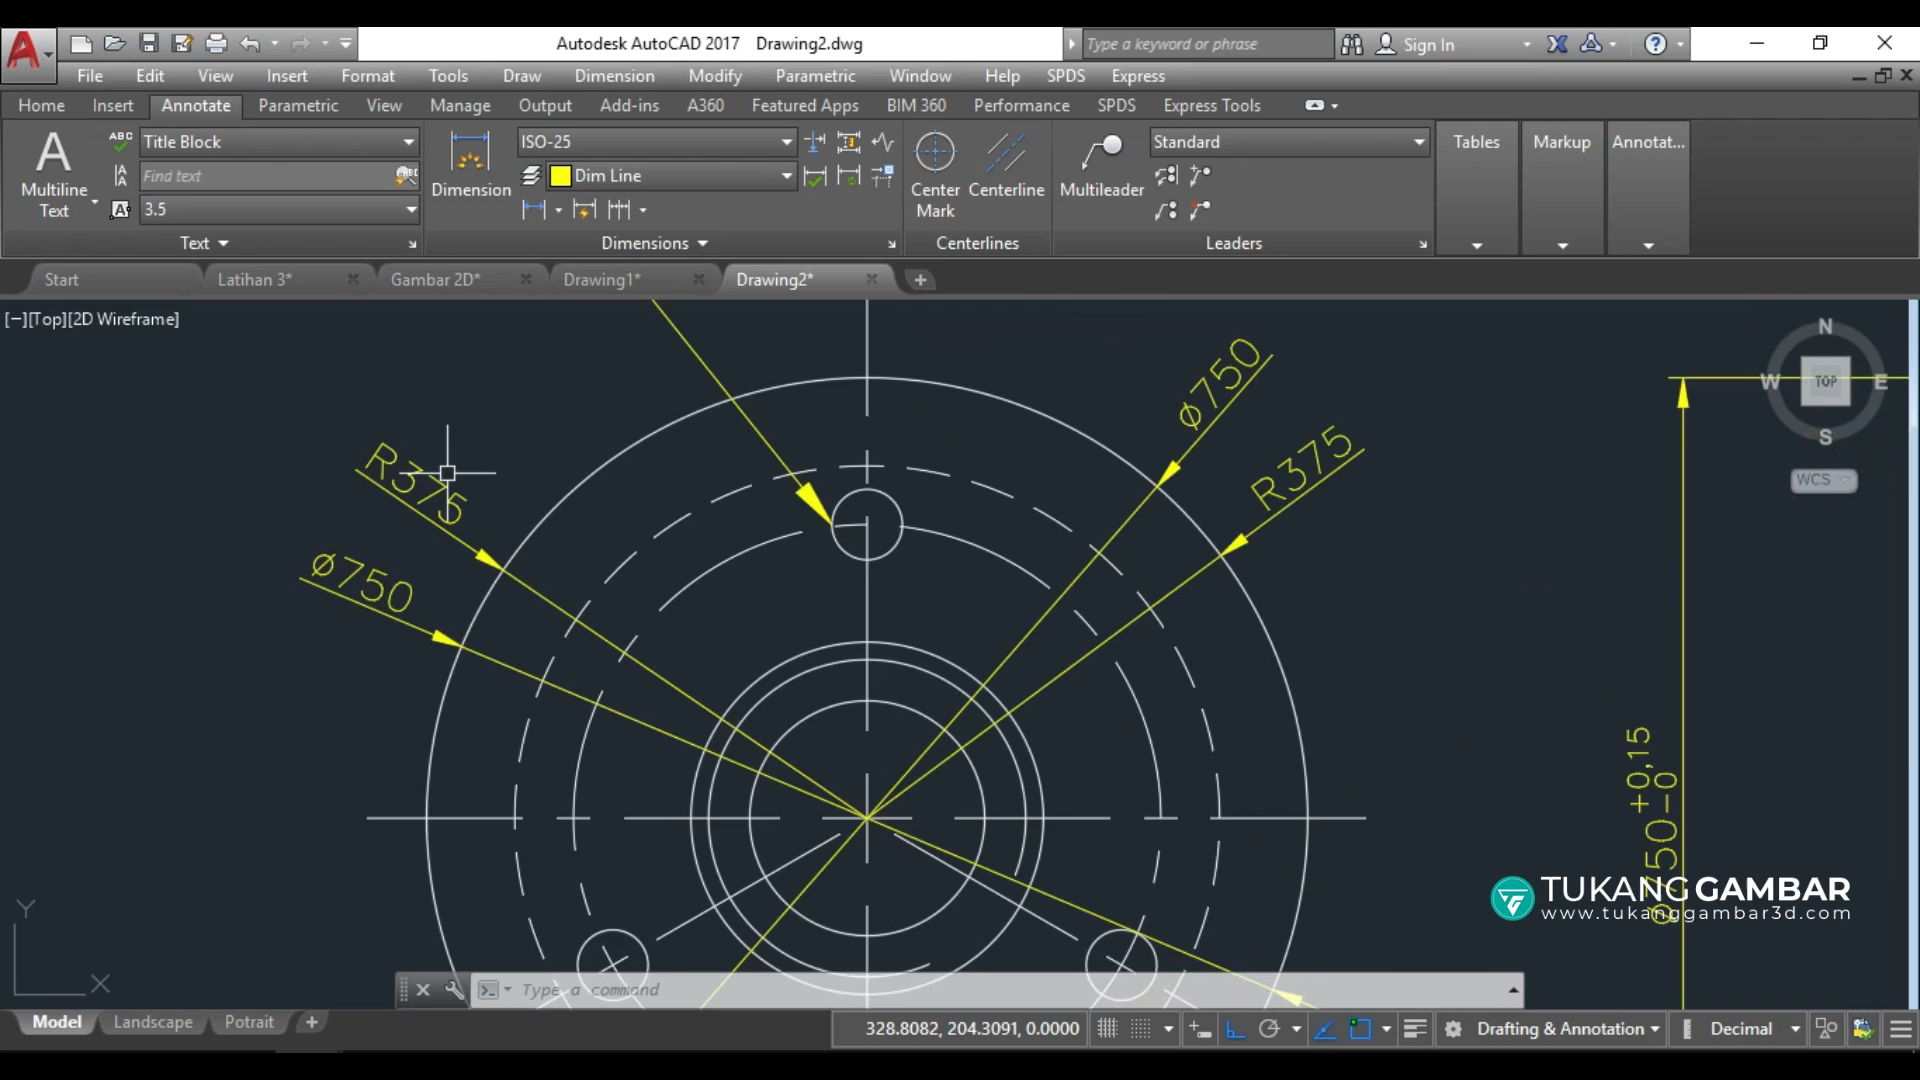 Autodesk AutoCAD 2017 Drawing2.dwg
Type a keyword or phrase
Sign In
File Edit View Insert Format Tools Draw Dimension Modify Parametric Window Help SPDS Express
Home Insert Annotate Parametric View Manage Output Add-ins A360 Featured Apps BIM 360 Performance SPDS Express Tools
A
Multiline
Text
ABC
Title Block
Find text
3.5
Text
Dimension
ISO-25
Dim Line
Dimensions
Center
Mark
Centerline
Centerlines
Multileader
Standard
Leaders
Tables
Markup
Annotat...
Start Latihan 3* Gambar 2D* Drawing1* Drawing2*
[−][Top][2D Wireframe]
N
W TOP E
S
WCS
R375
ø750
ø750
R375
ø750 +0,15 −0
TUKANG GAMBAR
www.tukanggambar3d.com
Y
X
Type a command
Model Landscape Potrait
328.8082, 204.3091, 0.0000
Drafting & Annotation
Decimal